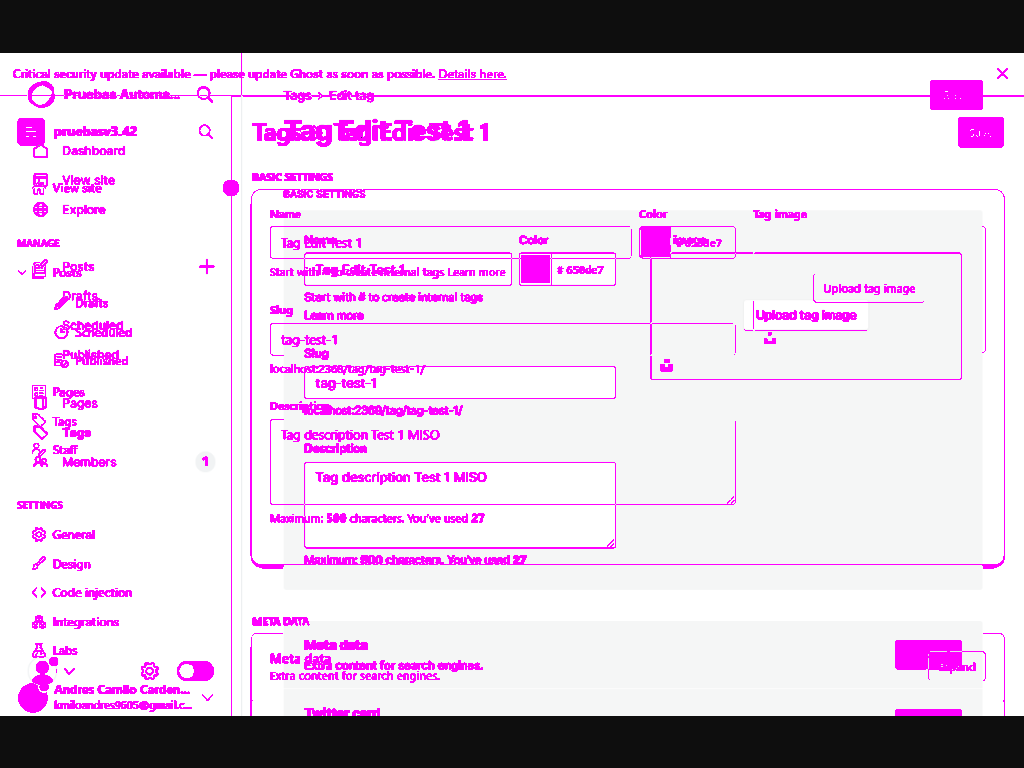 Critical security update available — please update Ghost as soon as possible. Details here.
Pruebas Automa...
Tags > Edit tag
pruebasv3.42
Tag Edit Test 1
Dashboard
View site
View site
Explore
BASIC SETTINGS
BASIC SETTINGS
Name
Color
Tag image
Name
Color
Tag Edit Test 1
Tag Edit Test 1
# 650de7
Start with # to create internal tags Learn more
Start with # to create internal tags
Learn more
Upload tag image
Upload tag image
Slug
tag-test-1
Slug
localhost:2368/tag/tag-test-1/
tag-test-1
Description
localhost:2368/tag/tag-test-1/
Tag description Test 1 MISO
Description
Tag description Test 1 MISO
Maximum: 500 characters. You've used 27
Maximum: 500 characters. You've used 27
MANAGE
Posts
Posts
Drafts
Drafts
Scheduled
Scheduled
Published
Published
Pages
Pages
Tags
Tags
Staff
Members
1
SETTINGS
General
Design
Code injection
Integrations
Labs
Andres Camilo Carden...
kmiloandres9605@gmail.c...
META DATA
Meta data
Meta data
Extra content for search engines.
Extra content for search engines.
Expand
Twitter card